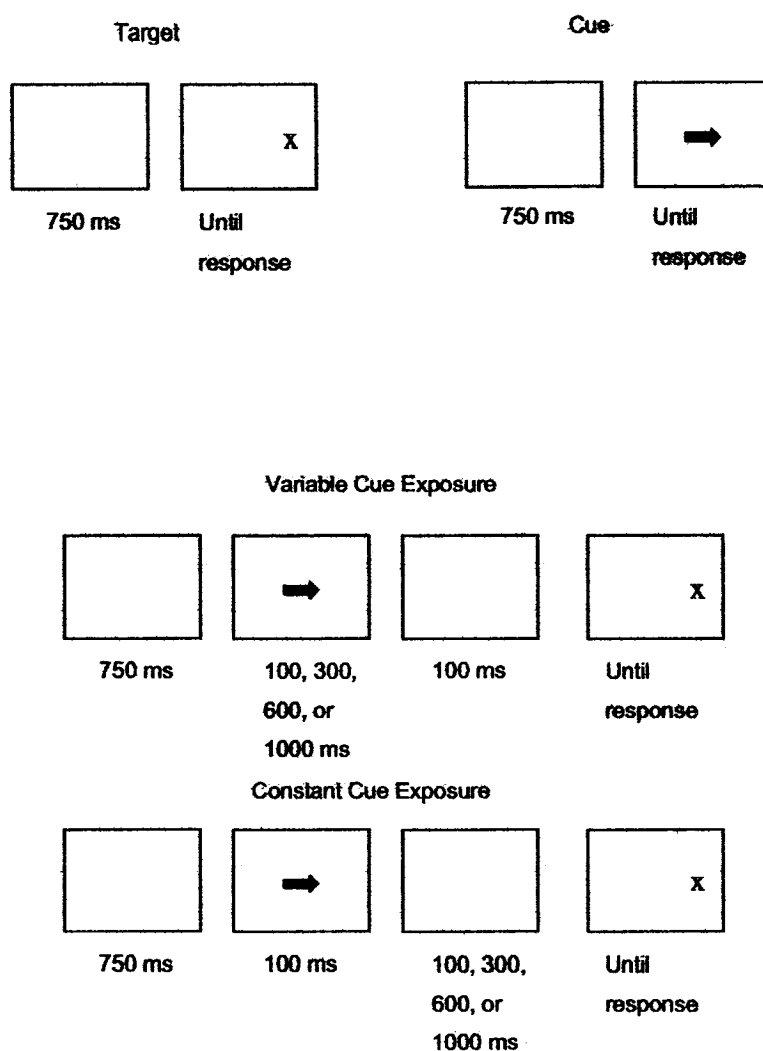 Target
Cue
X
750 ms
Until
response
750 ms
Until
response
Variable Cue Exposure
X
750 ms
100, 300,
600, or
1000 ms
100 ms
Until
response
Constant Cue Exposure
X
750 ms
100 ms
100, 300,
600, or
1000 ms
Until
response